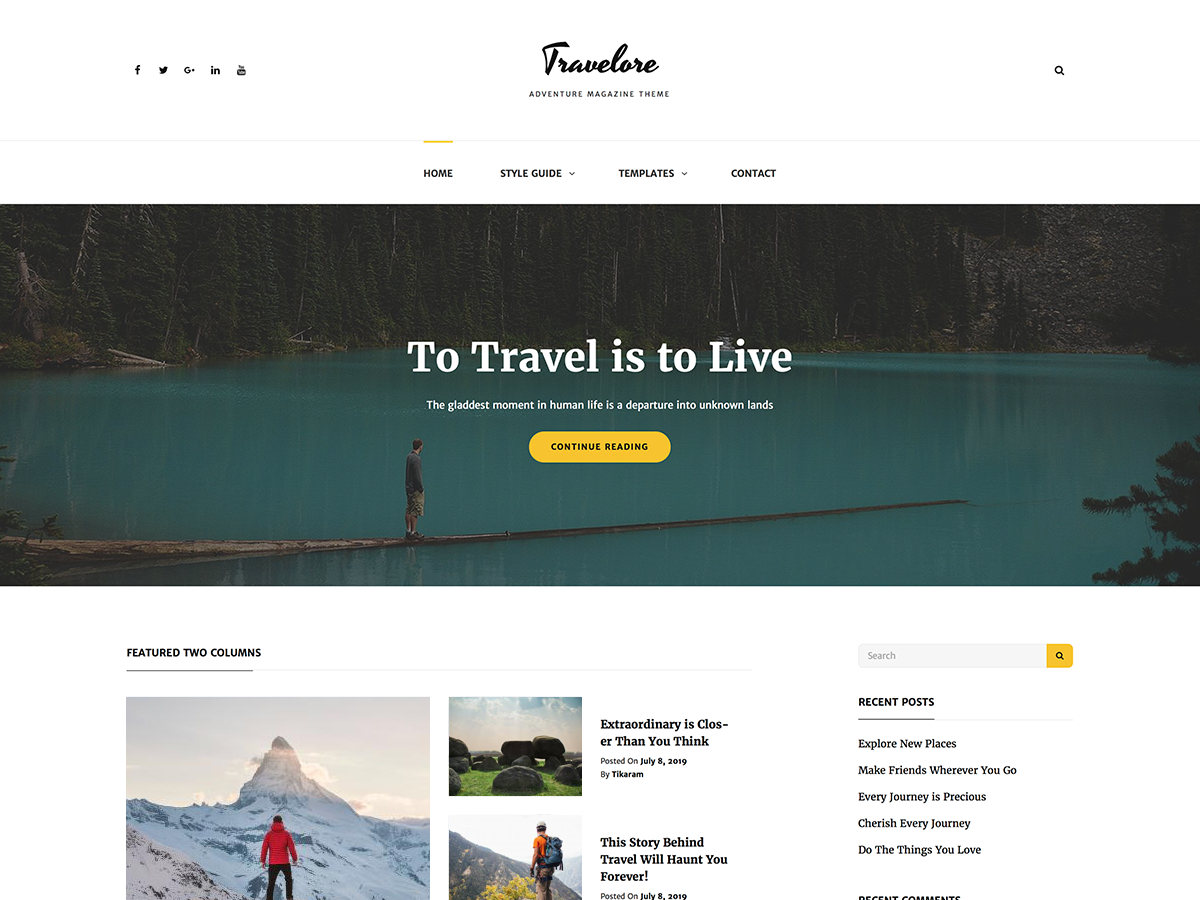 Travelore
ADVENTURE MAGAZINE THEME
HOME
STYLE GUIDE
TEMPLATES
CONTACT
To Travel is to Live
The gladdest moment in human life is a departure into unknown lands
CONTINUE READING
FEATURED TWO COLUMNS
Extraordinary is Clos-
er Than You Think
Posted On July 8, 2019
By Tikaram
This Story Behind
Travel Will Haunt You
Forever!
Posted On July 8, 2019
Search
RECENT POSTS
Explore New Places
Make Friends Wherever You Go
Every Journey is Precious
Cherish Every Journey
Do The Things You Love
RECENT COMMENTS